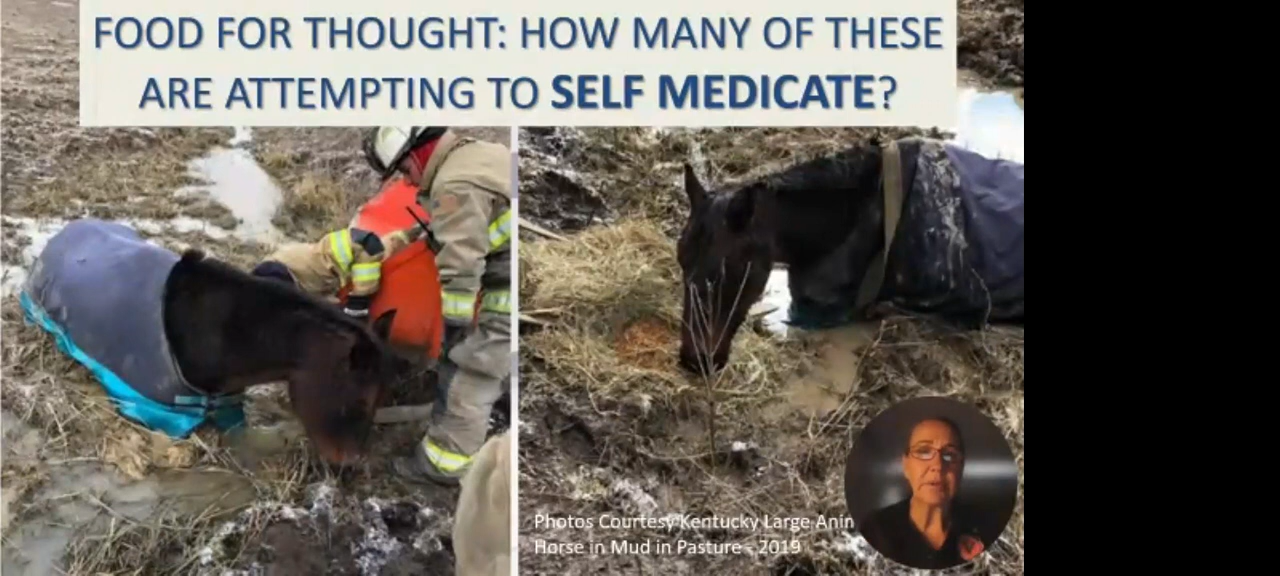 FOOD FOR THOUGHT: HOW MANY OF THESE
ARE ATTEMPTING TO SELF MEDICATE?
Photos Courtesy Kentucky Large Anim
Horse in Mud in Pasture - 2019